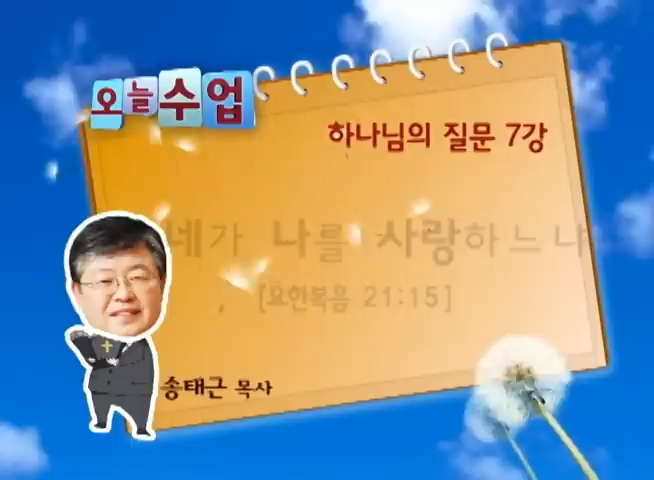 오늘수업
하나님의 질문 7강
네가 나를 사랑하느냐
[요한복음 21:15]
송태근 목사